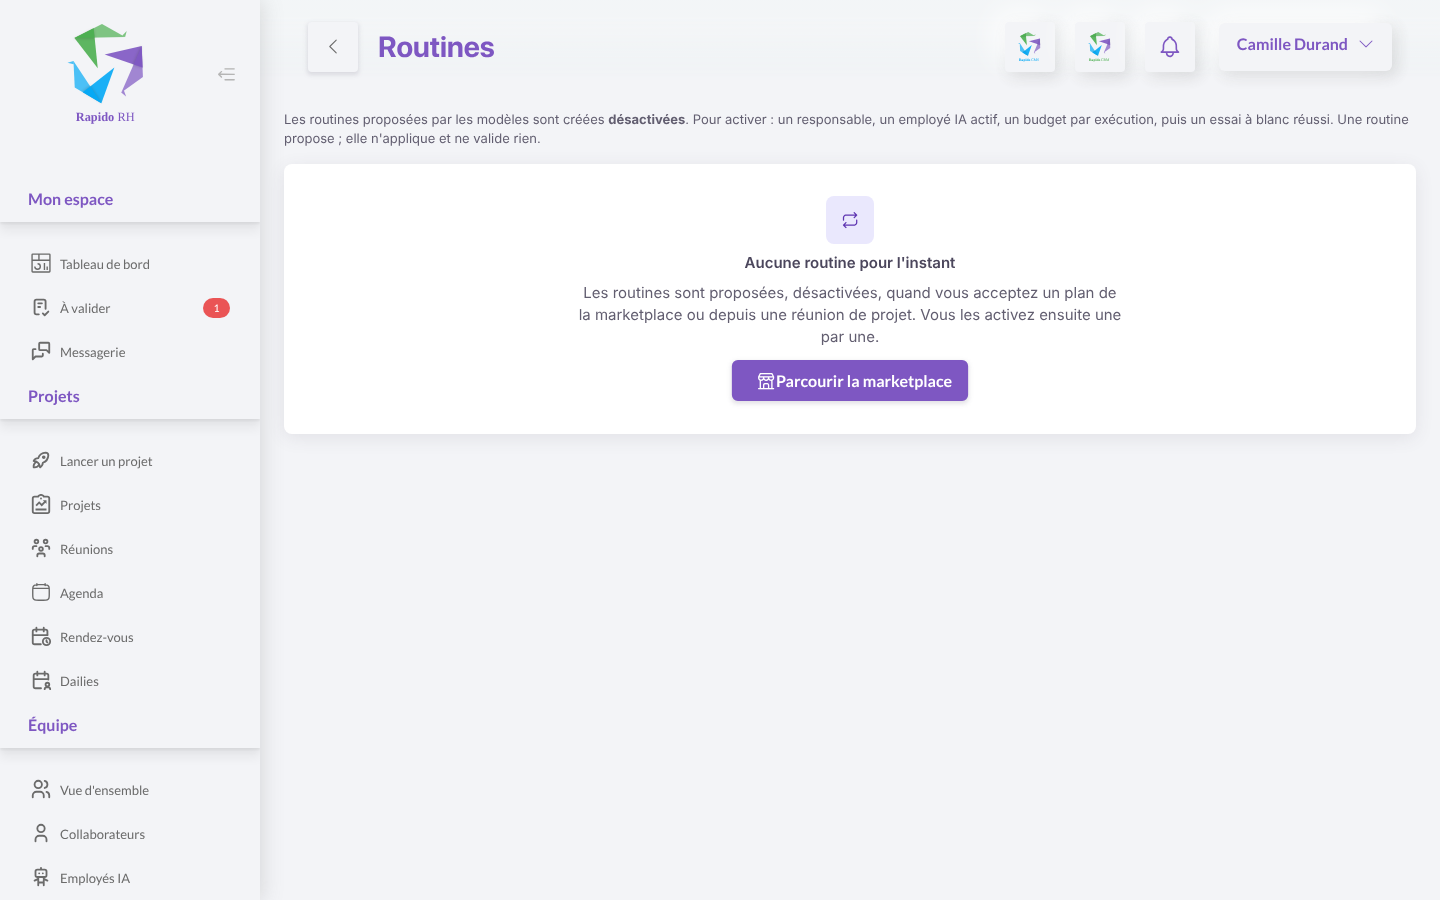 Rapido RH
Routines
Camille Durand
Mon espace
Tableau de bord
À valider
1
Messagerie
Projets
Lancer un projet
Projets
Réunions
Agenda
Rendez-vous
Dailies
Équipe
Vue d'ensemble
Collaborateurs
Employés IA
Les routines proposées par les modèles sont créées désactivées. Pour activer : un responsable, un employé IA actif, un budget par exécution, puis un essai à blanc réussi. Une routine
propose ; elle n'applique et ne valide rien.
Aucune routine pour l'instant
Les routines sont proposées, désactivées, quand vous acceptez un plan de
la marketplace ou depuis une réunion de projet. Vous les activez ensuite une
par une.
Parcourir la marketplace